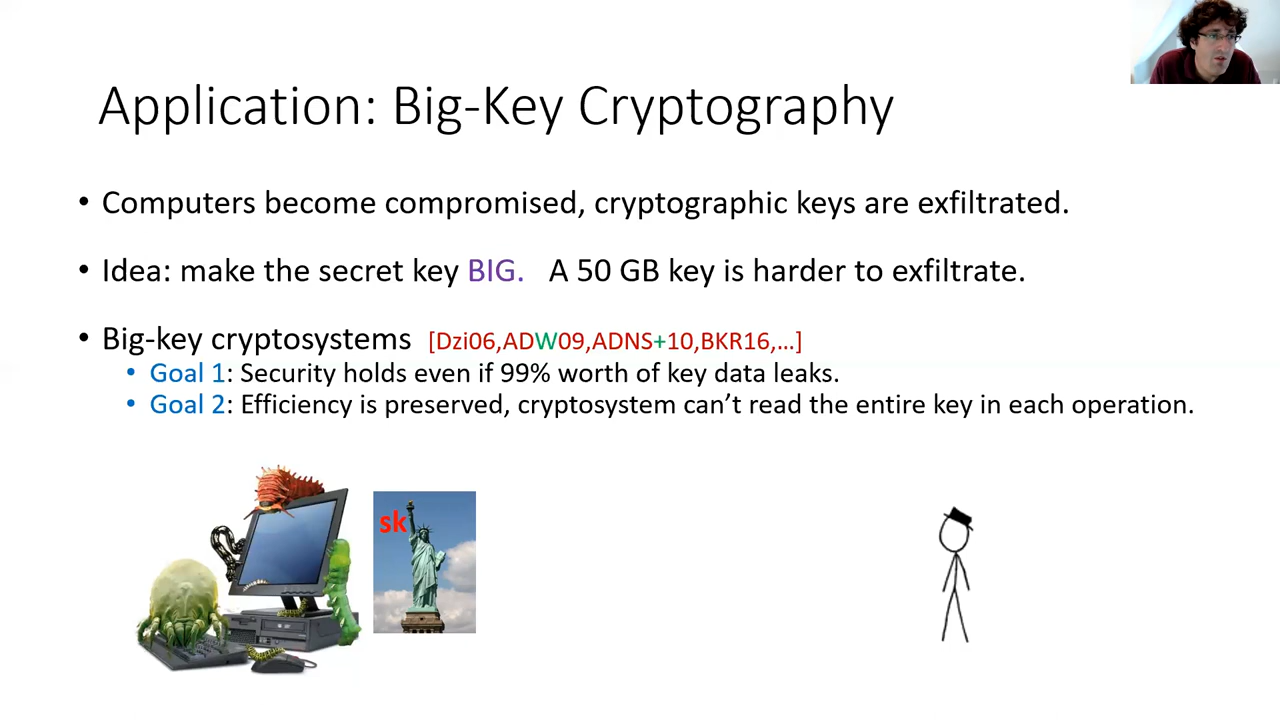 Application: Big-Key Cryptography
• Computers become compromised, cryptographic keys are exfiltrated.
• Idea: make the secret key BIG. A 50 GB key is harder to exfiltrate.
• Big-key cryptosystems [Dzi06,ADW09,ADNS+10,BKR16,…]
• Goal 1: Security holds even if 99% worth of key data leaks.
• Goal 2: Efficiency is preserved, cryptosystem can’t read the entire key in each operation.
sk